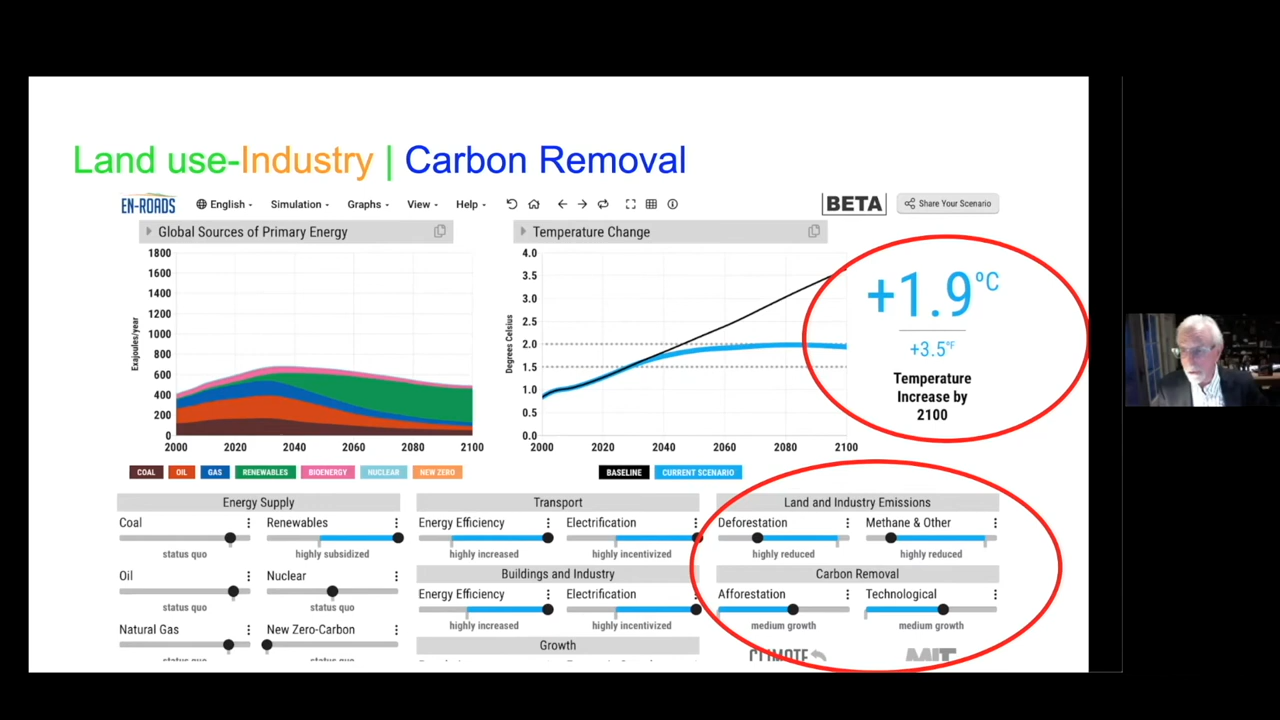 Land use-Industry | Carbon Removal
EN-ROADS English Simulation Graphs View Help BETA Share Your Scenario
Global Sources of Primary Energy
Exajoules/year
1800
1600
1400
1200
1000
800
600
400
200
0
2000 2020 2040 2060 2080 2100
COAL OIL GAS RENEWABLES BIOENERGY NUCLEAR NEW ZERO
Temperature Change
Degrees Celsius
4.0
3.5
3.0
2.5
2.0
1.5
1.0
0.5
0.0
2000 2020 2040 2060 2080 2100
BASELINE CURRENT SCENARIO
+1.9°C
+3.5°F
Temperature
Increase by
2100
Energy Supply
Coal Renewables
status quo highly subsidized
Oil Nuclear
status quo status quo
Natural Gas New Zero-Carbon
status quo status quo
Transport
Energy Efficiency Electrification
highly increased highly incentivized
Buildings and Industry
Energy Efficiency Electrification
highly increased highly incentivized
Growth
Land and Industry Emissions
Deforestation Methane & Other
highly reduced highly reduced
Carbon Removal
Afforestation Technological
medium growth medium growth
CLIMATE MIT